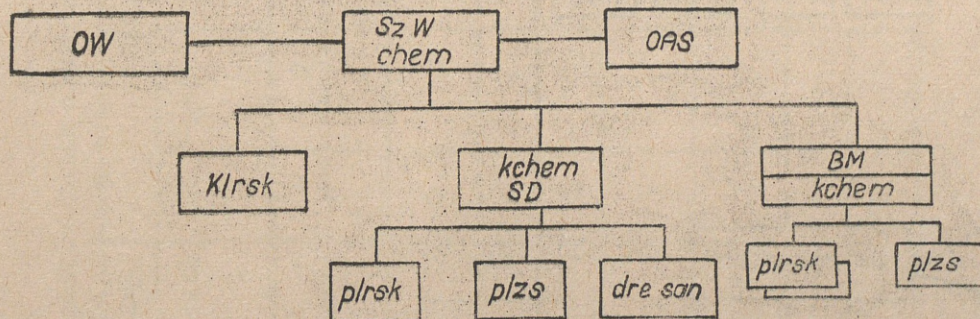 OW
Sz W
chem
OAS
Klrsk
kchem
SD
BM
kchem
plrsk
plzs
dre san
plrsk
plzs